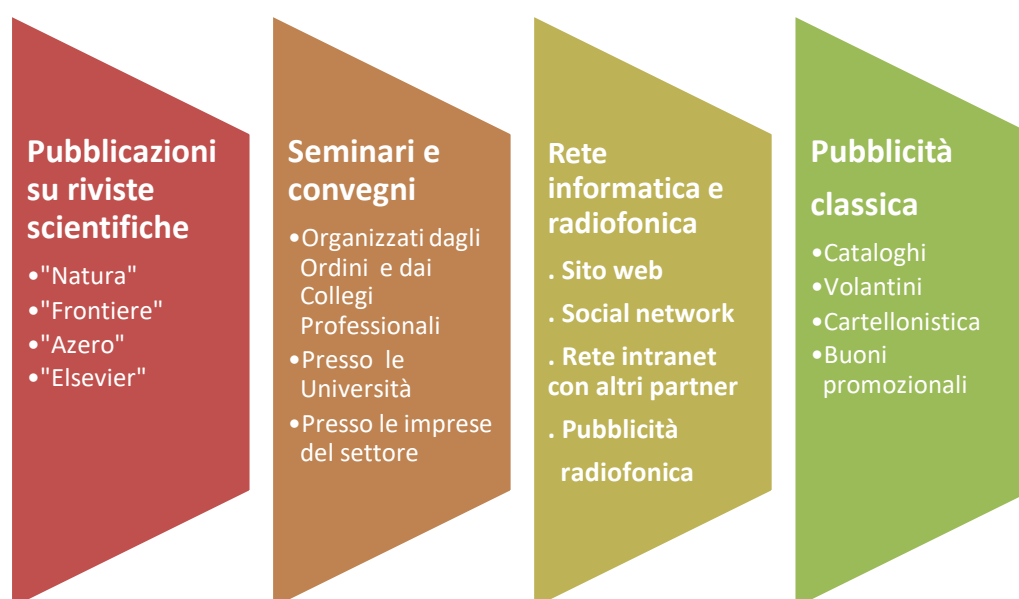 Pubblicazioni
su riviste
scientifiche
•"Natura"
•"Frontiere"
•"Azero"
•"Elsevier"
Seminari e
convegni
•Organizzati dagli
Ordini e dai
Collegi
Professionali
•Presso le
Università
•Presso le imprese
del settore
Rete
informatica e
radiofonica
. Sito web
. Social network
. Rete intranet
con altri partner
. Pubblicità
radiofonica
Pubblicità
classica
•Cataloghi
•Volantini
•Cartellonistica
•Buoni
promozionali